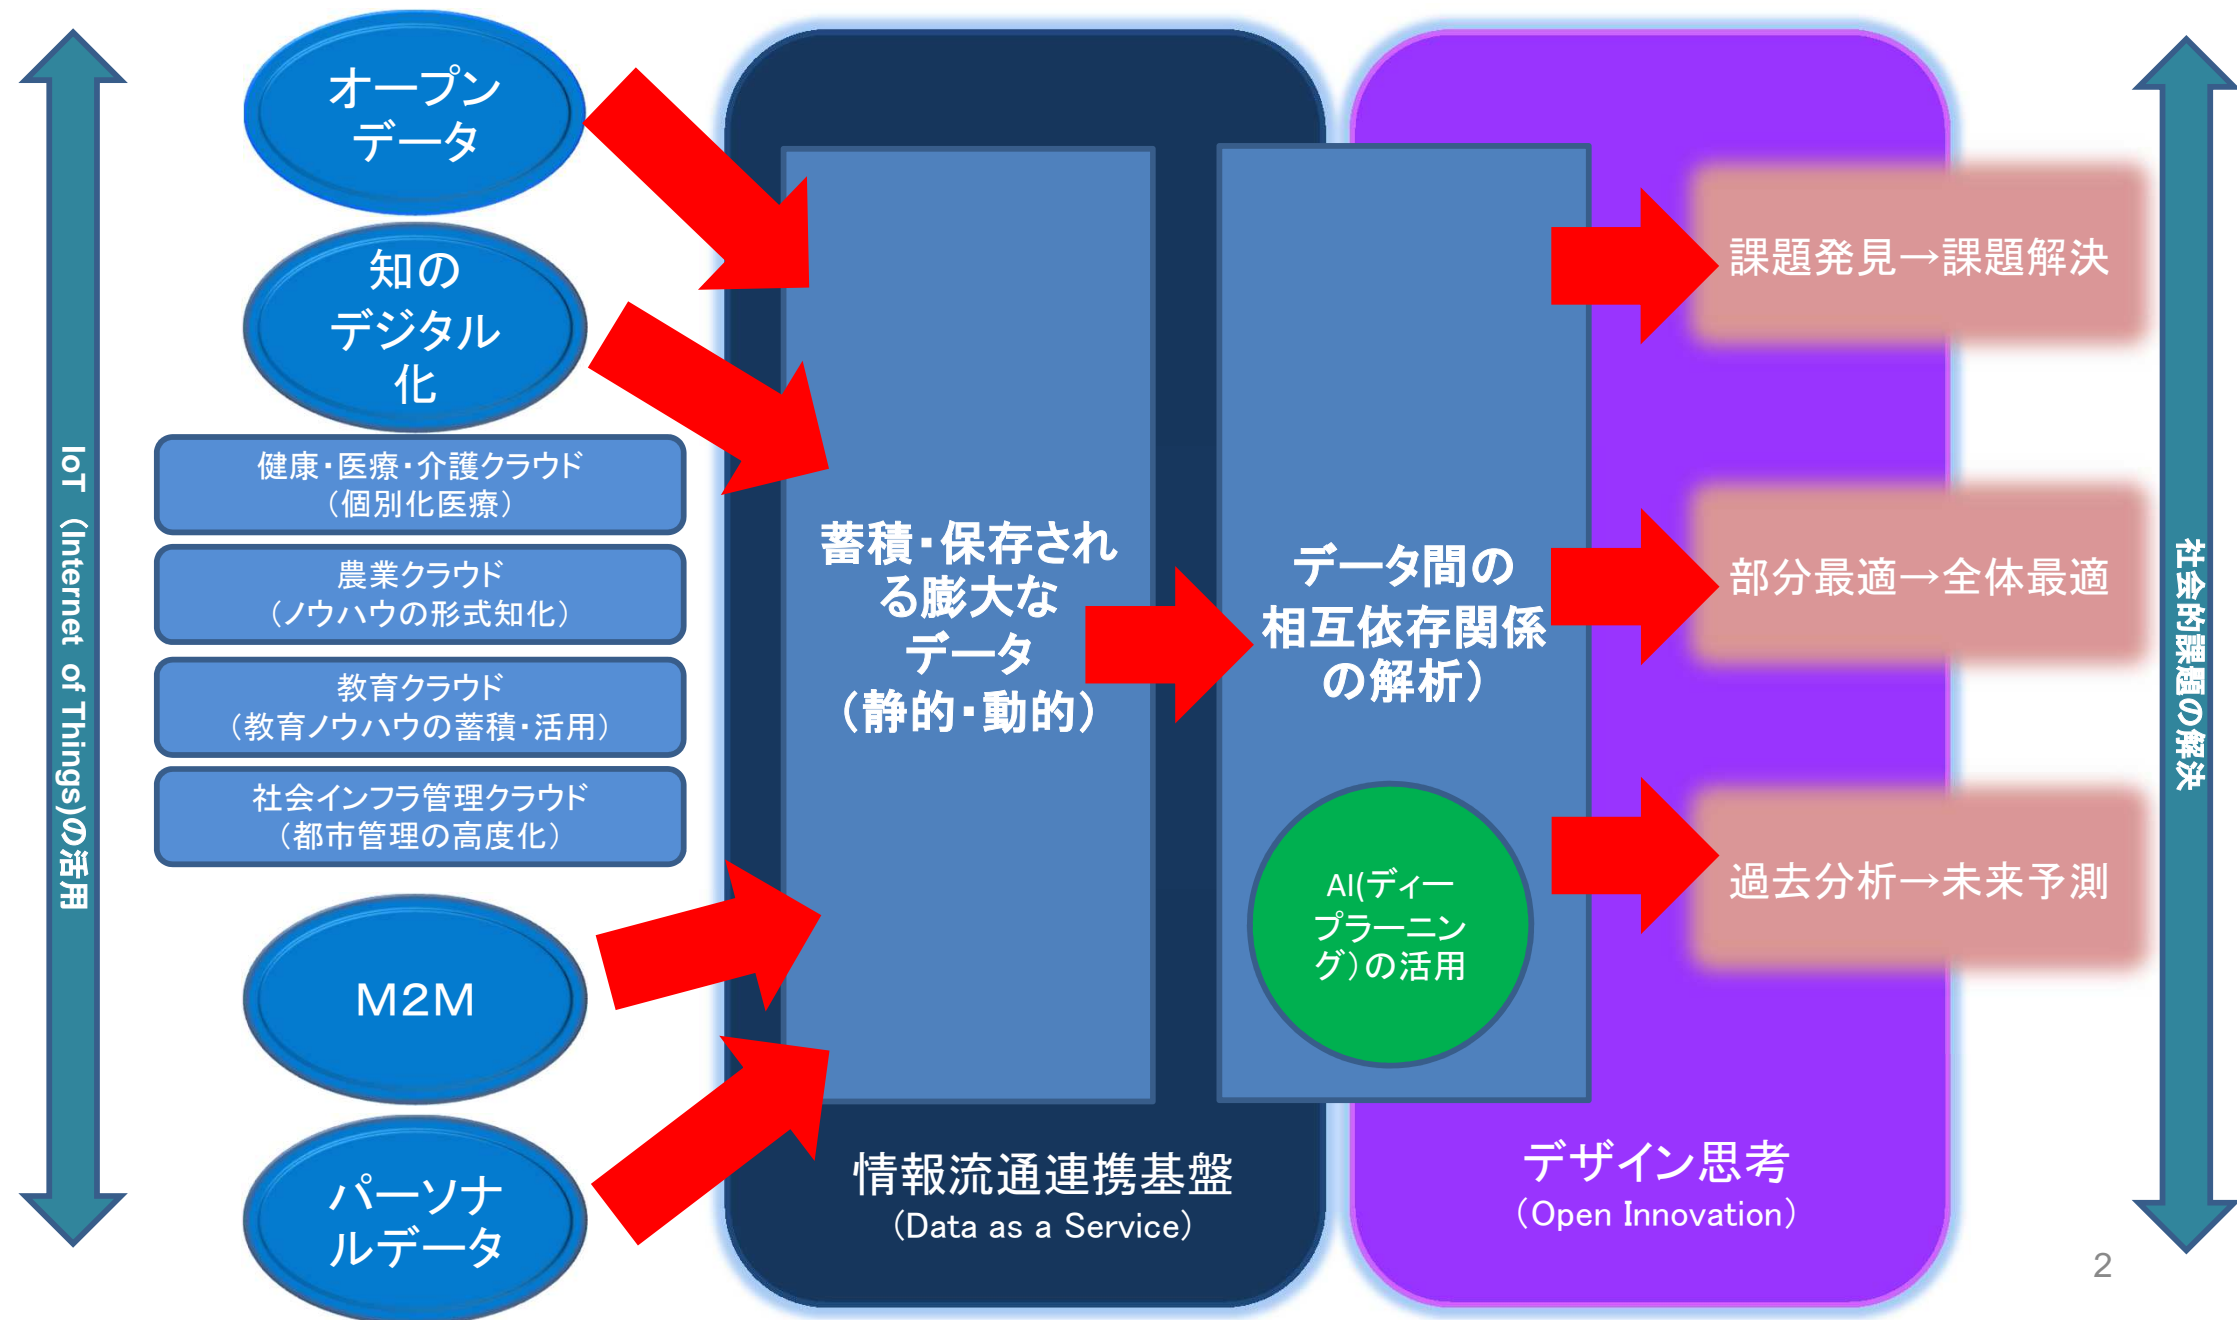 IoT （Internet of Things)の活用
オープン
データ
知の
デジタル
化
健康・医療・介護クラウド
（個別化医療）
農業クラウド
（ノウハウの形式知化）
教育クラウド
（教育ノウハウの蓄積・活用）
社会インフラ管理クラウド
（都市管理の高度化）
M2M
パーソナ
ルデータ
蓄積・保存され
る膨大な
データ
（静的・動的）
情報流通連携基盤
（Data as a Service）
データ間の
相互依存関係
の解析）
AI(ディー
プラーニン
グ）の活用
デザイン思考
（Open Innovation）
課題発見→課題解決
部分最適→全体最適
過去分析→未来予測
社会的課題の解決
2